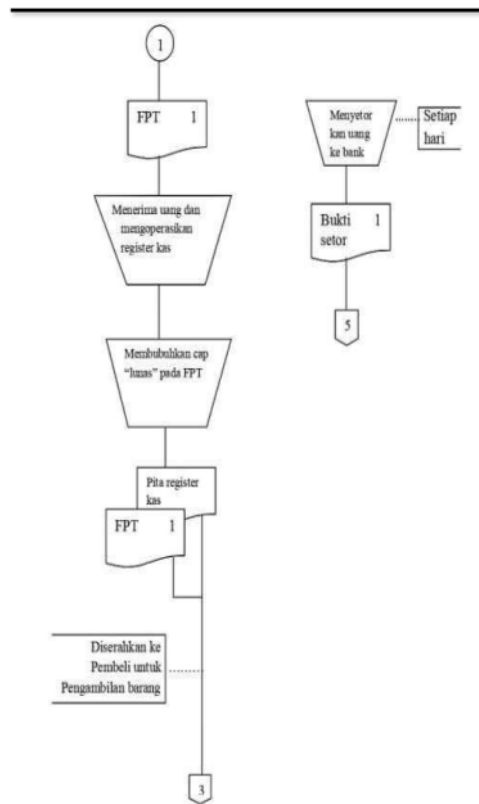 1
FPT 1
Menerima uang dan
mengoperasikan
register kas
Membubuhkan cap
“lunas” pada FPT
Pita register
kas
FPT 1
Diserahkan ke
Pembeli untuk
Pengambilan barang
3
Menyetor
kan uang
ke bank
Setiap
hari
Bukti 1
setor
5